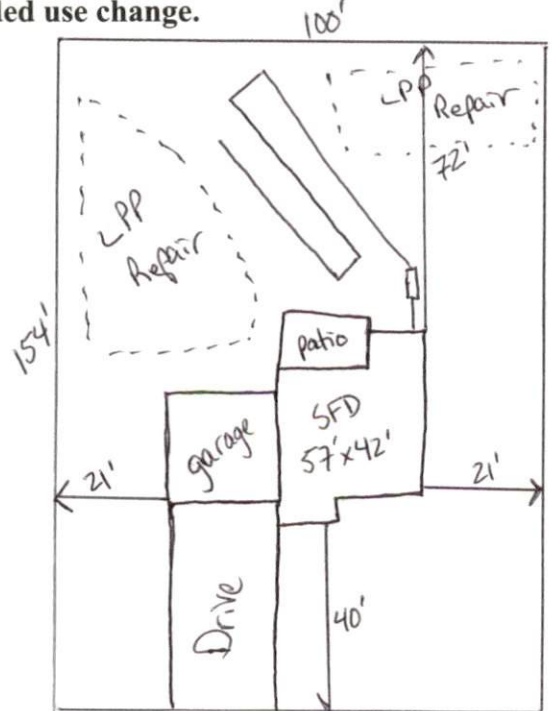 led use change.
100'
LPP
Repair
72'
LPP
Repair
154'
patio
SFD
57'x42'
garage
21'
21'
Drive
40'